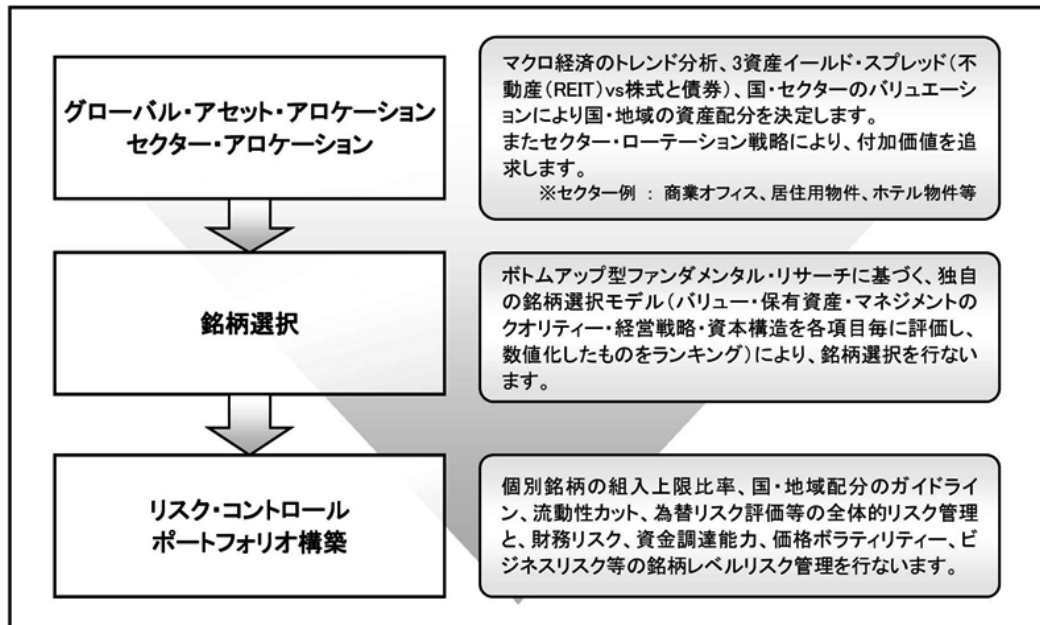 グローバル・アセット・アロケーション
セクター・アロケーション
マクロ経済のトレンド分析、3資産イールド・スプレッド(不
動産(REIT)vs株式と債券)、国・セクターのバリュエーシ
ョンにより国・地域の資産配分を決定します。
またセクター・ローテーション戦略により、付加価値を追
求します。
※セクター例 : 商業オフィス、居住用物件、ホテル物件等
銘柄選択
ボトムアップ型ファンダメンタル・リサーチに基づく、独自
の銘柄選択モデル(バリュー・保有資産・マネジメントの
クオリティー・経営戦略・資本構造を各項目毎に評価し、
数値化したものをランキング)により、銘柄選択を行ない
ます。
リスク・コントロール
ポートフォリオ構築
個別銘柄の組入上限比率、国・地域配分のガイドライ
ン、流動性カット、為替リスク評価等の全体的リスク管理
と、財務リスク、資金調達能力、価格ボラティリティー、ビ
ジネスリスク等の銘柄レベルリスク管理を行ないます。